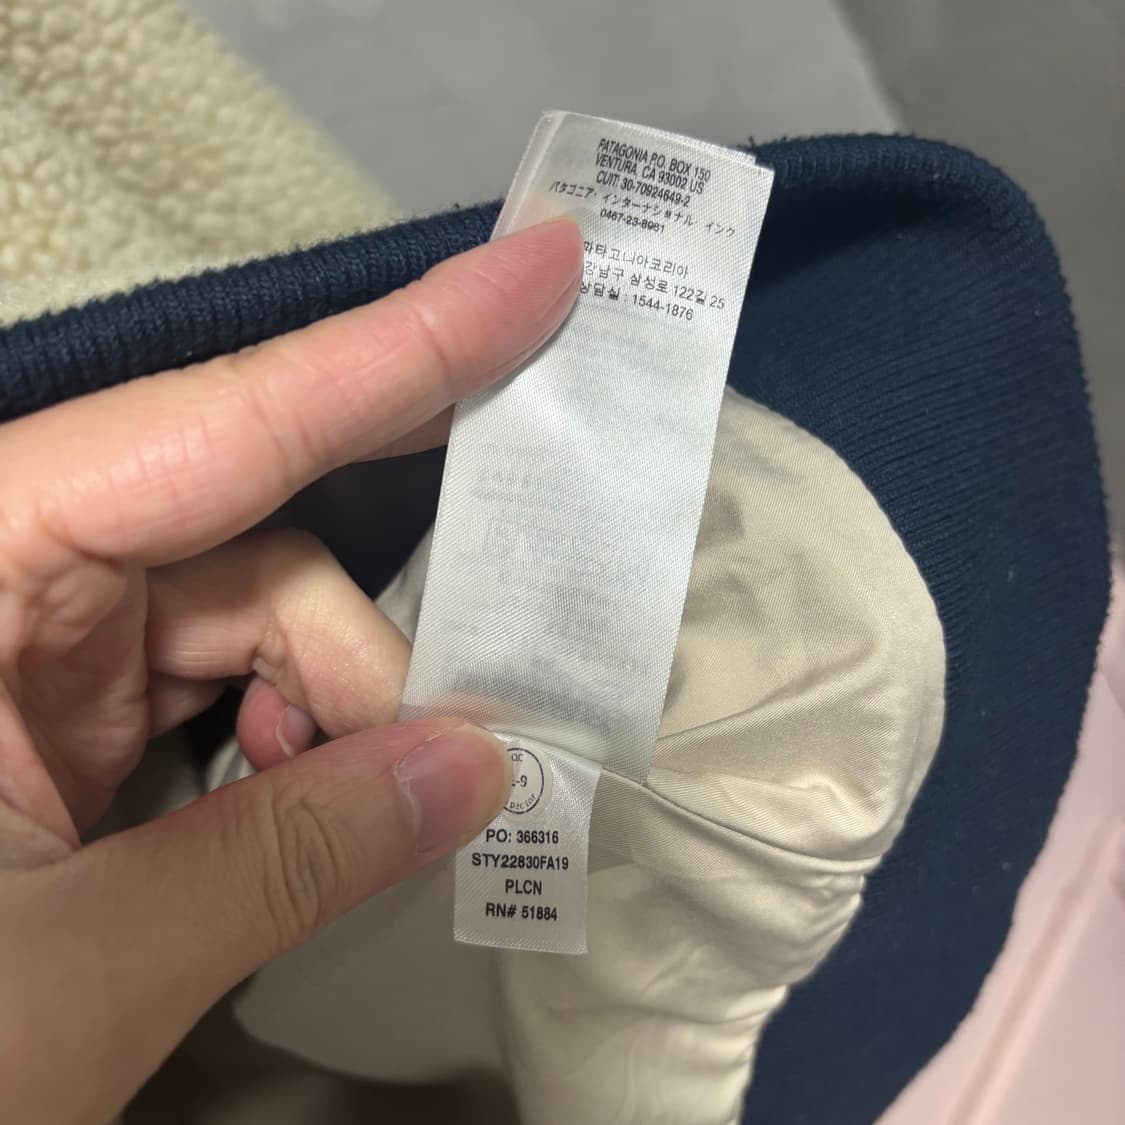 PATAGONIA P.O. BOX 150
VENTURA, CA 93002 US
CUIT: 30-70924649-2
パタゴニア・インターナショナル インク
0467-23-8961
파타고니아코리아
강남구 삼성로 122길 25
상담실 : 1544-1876
QC
-9
PO: 366316
STY22830FA19
PLCN
RN# 51884